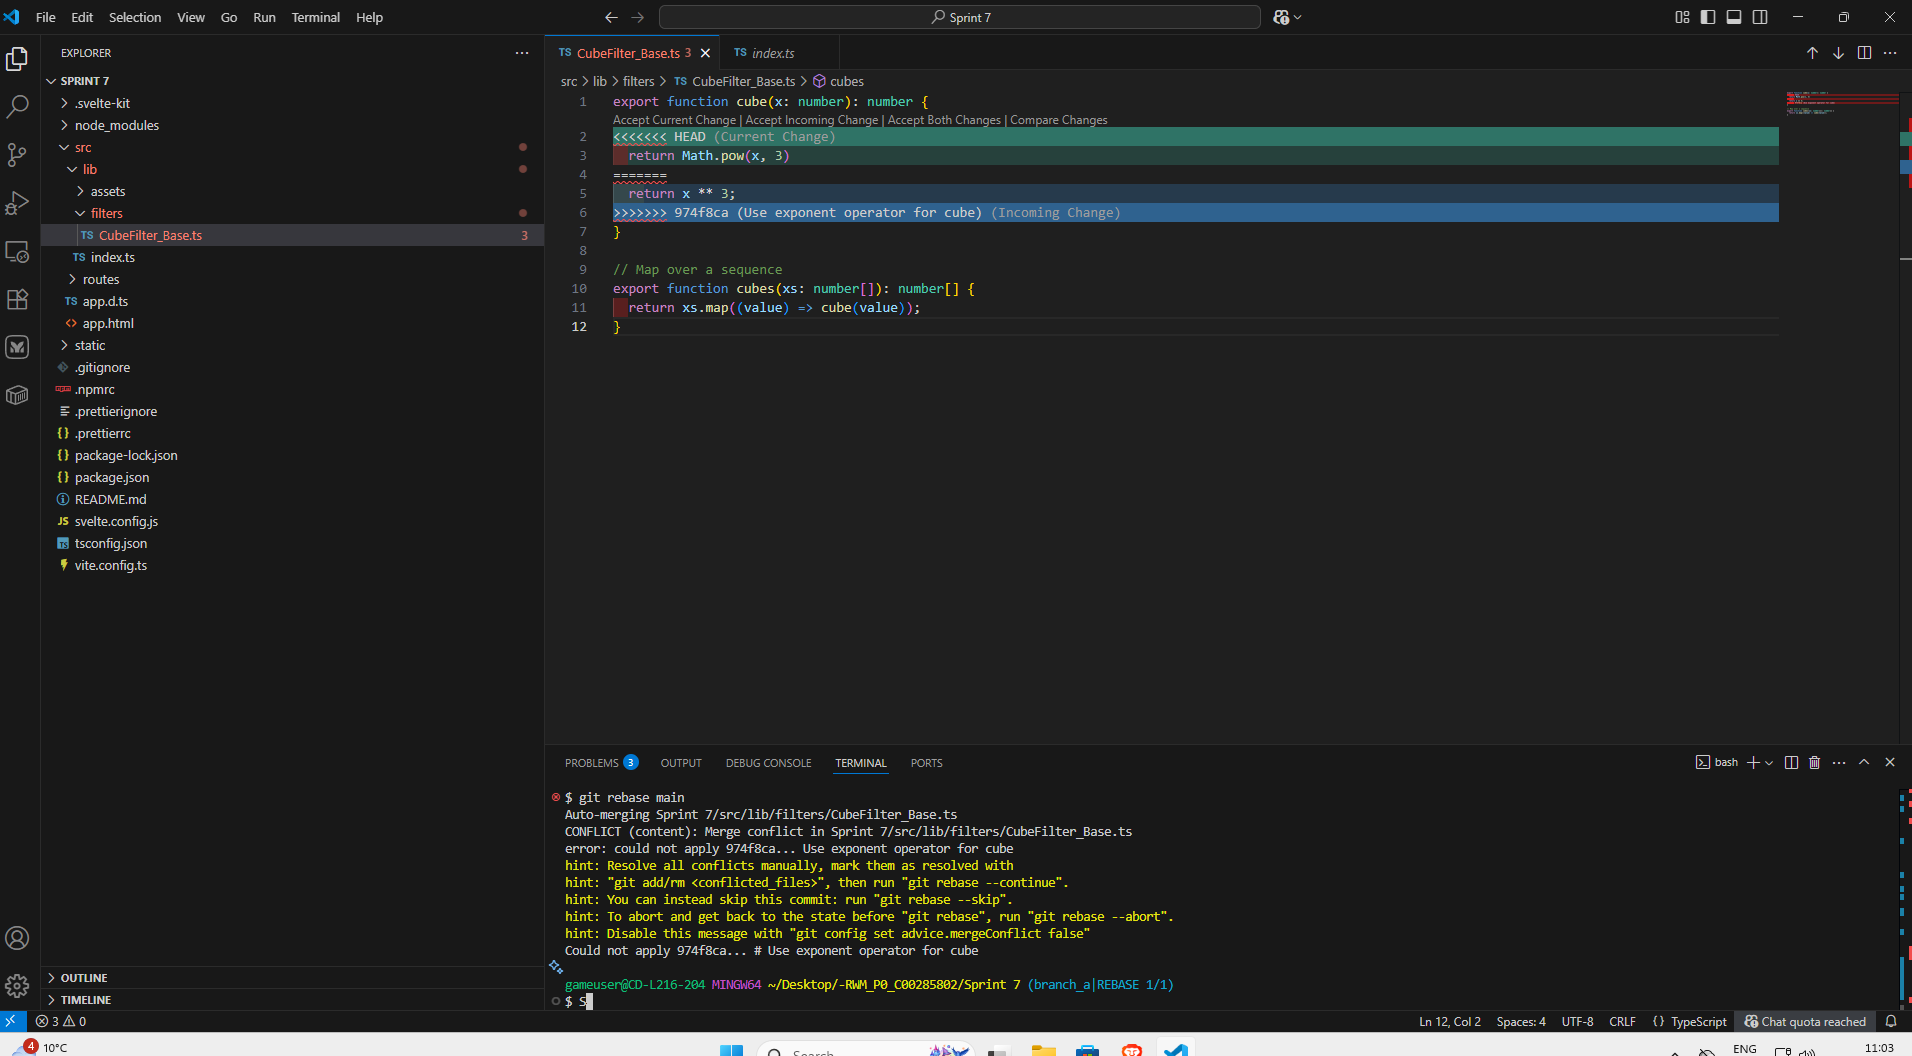 File Edit Selection View Go Run Terminal Help
Sprint 7
EXPLORER
SPRINT 7
.svelte-kit
node_modules
src
lib
assets
filters
TS CubeFilter_Base.ts 3
TS index.ts
routes
TS app.d.ts
<> app.html
static
.gitignore
npm .npmrc
.prettierignore
{} .prettierrc
{} package-lock.json
{} package.json
README.md
JS svelte.config.js
TS tsconfig.json
vite.config.ts
OUTLINE
TIMELINE
TS CubeFilter_Base.ts 3
TS index.ts
src > lib > filters > TS CubeFilter_Base.ts > cubes
1 export function cube(x: number): number {
Accept Current Change | Accept Incoming Change | Accept Both Changes | Compare Changes
2 <<<<<<< HEAD (Current Change)
3 return Math.pow(x, 3)
4 =======
5 return x ** 3;
6 >>>>>>> 974f8ca (Use exponent operator for cube) (Incoming Change)
7 }
8
9 // Map over a sequence
10 export function cubes(xs: number[]): number[] {
11 return xs.map((value) => cube(value));
12 }
PROBLEMS 3 OUTPUT DEBUG CONSOLE TERMINAL PORTS
bash
$ git rebase main
Auto-merging Sprint 7/src/lib/filters/CubeFilter_Base.ts
CONFLICT (content): Merge conflict in Sprint 7/src/lib/filters/CubeFilter_Base.ts
error: could not apply 974f8ca... Use exponent operator for cube
hint: Resolve all conflicts manually, mark them as resolved with
hint: "git add/rm <conflicted_files>", then run "git rebase --continue".
hint: You can instead skip this commit: run "git rebase --skip".
hint: To abort and get back to the state before "git rebase", run "git rebase --abort".
hint: Disable this message with "git config set advice.mergeConflict false"
Could not apply 974f8ca... # Use exponent operator for cube
gameuser@CD-L216-204 MINGW64 ~/Desktop/-RWM_P0_C00285802/Sprint 7 (branch_a|REBASE 1/1)
$ S
3 0
Ln 12, Col 2 Spaces: 4 UTF-8 CRLF {} TypeScript Chat quota reached
4 10°C
Search
ENG
11:03